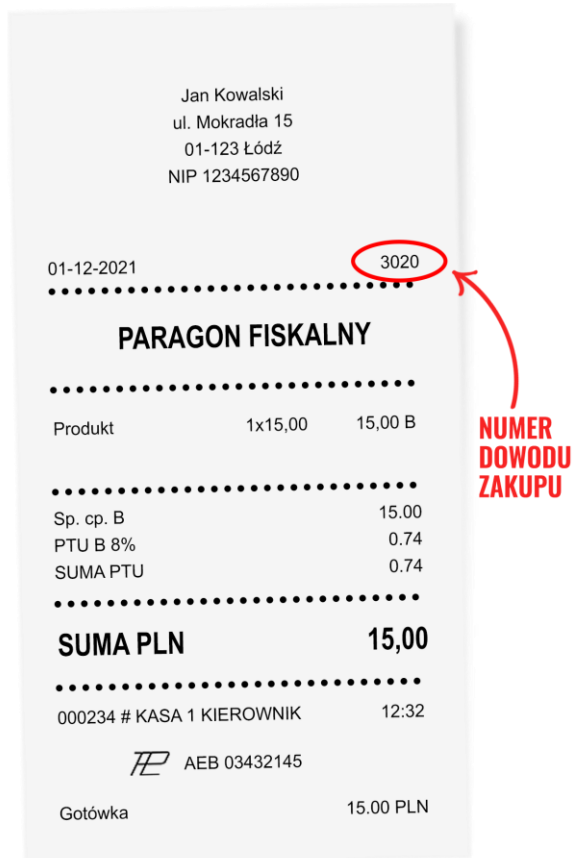 Jan Kowalski
ul. Mokradła 15
01-123 Łódź
NIP 1234567890
01-12-2021 3020
PARAGON FISKALNY
Produkt 1x15,00 15,00 B
Sp. cp. B 15.00
PTU B 8% 0.74
SUMA PTU 0.74
SUMA PLN 15,00
000234 # KASA 1 KIEROWNIK 12:32
AEB 03432145
Gotówka 15.00 PLN
NUMER
DOWODU
ZAKUPU